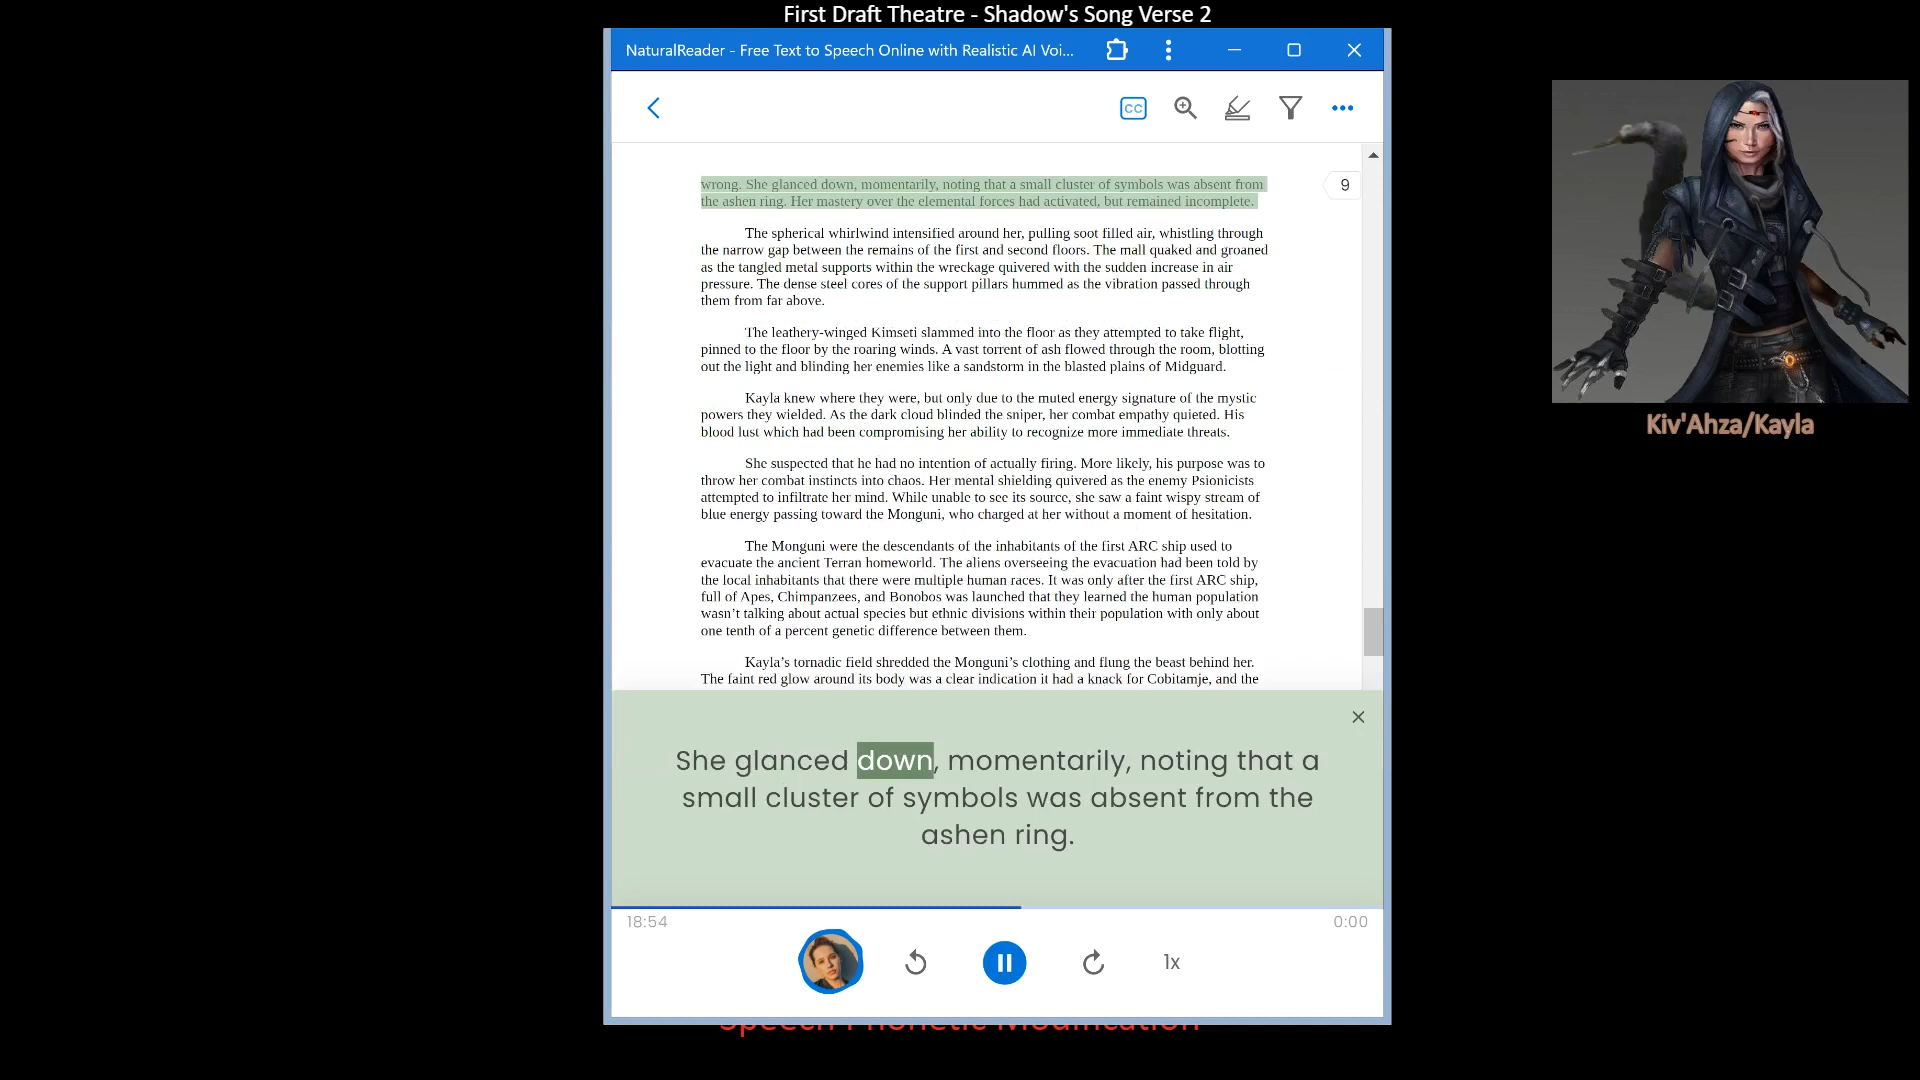 First Draft Theatre - Shadow's Song Verse 2
NaturalReader - Free Text to Speech Online with Realistic AI Voi...
CC
9
wrong. She glanced down, momentarily, noting that a small cluster of symbols was absent from
the ashen ring. Her mastery over the elemental forces had activated, but remained incomplete.
The spherical whirlwind intensified around her, pulling soot filled air, whistling through
the narrow gap between the remains of the first and second floors. The mall quaked and groaned
as the tangled metal supports within the wreckage quivered with the sudden increase in air
pressure. The dense steel cores of the support pillars hummed as the vibration passed through
them from far above.
The leathery-winged Kimseti slammed into the floor as they attempted to take flight,
pinned to the floor by the roaring winds. A vast torrent of ash flowed through the room, blotting
out the light and blinding her enemies like a sandstorm in the blasted plains of Midguard.
Kayla knew where they were, but only due to the muted energy signature of the mystic
powers they wielded. As the dark cloud blinded the sniper, her combat empathy quieted. His
blood lust which had been compromising her ability to recognize more immediate threats.
She suspected that he had no intention of actually firing. More likely, his purpose was to
throw her combat instincts into chaos. Her mental shielding quivered as the enemy Psionicists
attempted to infiltrate her mind. While unable to see its source, she saw a faint wispy stream of
blue energy passing toward the Monguni, who charged at her without a moment of hesitation.
The Monguni were the descendants of the inhabitants of the first ARC ship used to
evacuate the ancient Terran homeworld. The aliens overseeing the evacuation had been told by
the local inhabitants that there were multiple human races. It was only after the first ARC ship,
full of Apes, Chimpanzees, and Bonobos was launched that they learned the human population
wasn’t talking about actual species but ethnic divisions within their population with only about
one tenth of a percent genetic difference between them.
Kayla’s tornadic field shredded the Monguni’s clothing and flung the beast behind her.
The faint red glow around its body was a clear indication it had a knack for Cobitamje, and the
She glanced down, momentarily, noting that a
small cluster of symbols was absent from the
ashen ring.
18:54
0:00
1x
Speech Phonetic Modification
Kiv'Ahza/Kayla